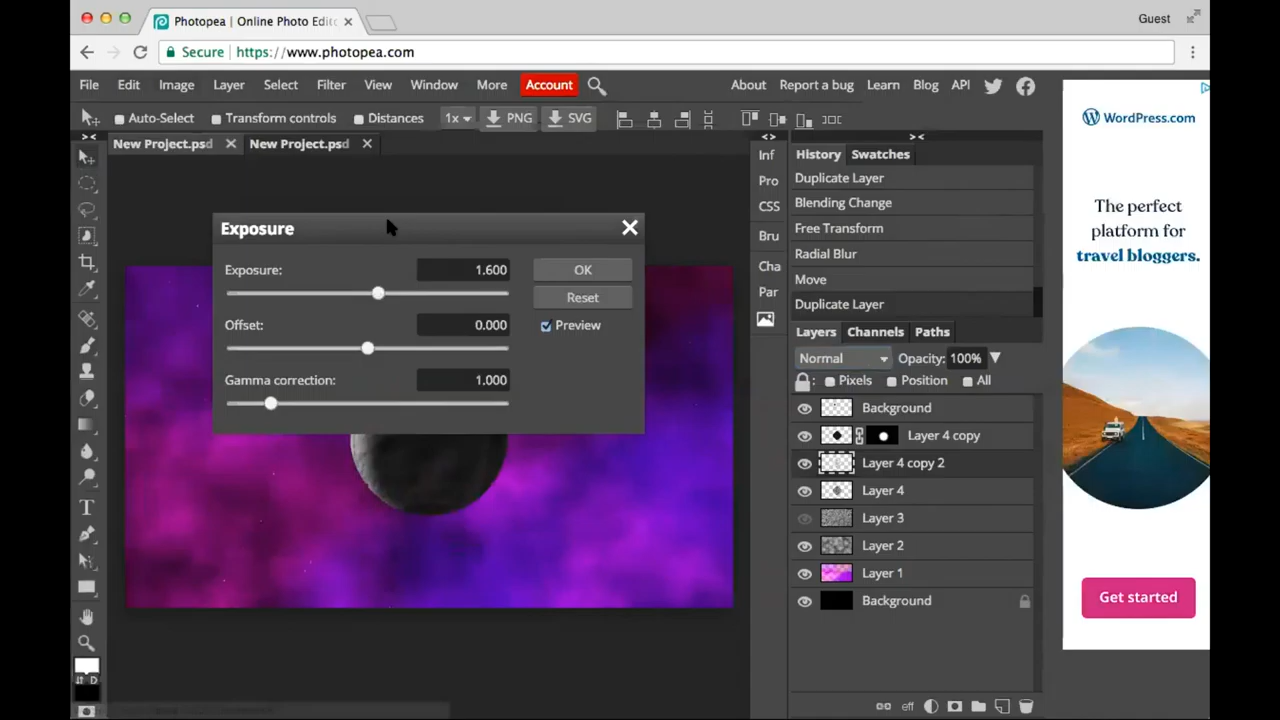 Photopea | Online Photo Edit
Guest
Secure
https://www.photopea.com
File Edit Image Layer Select Filter View Window More Account
About Report a bug Learn Blog API
Auto-Select Transform controls Distances 1x PNG SVG
New Project.psd New Project.psd
Exposure
Exposure: 1.600
OK
Reset
Offset: 0.000
Preview
Gamma correction: 1.000
Inf
Pro
CSS
Bru
Cha
Par
History Swatches
Duplicate Layer
Blending Change
Free Transform
Radial Blur
Move
Duplicate Layer
Layers Channels Paths
Normal Opacity: 100%
Pixels Position All
Background
Layer 4 copy
Layer 4 copy 2
Layer 4
Layer 3
Layer 2
Layer 1
Background
eff
D
T
WordPress.com
The perfect
platform for
travel bloggers.
Get started